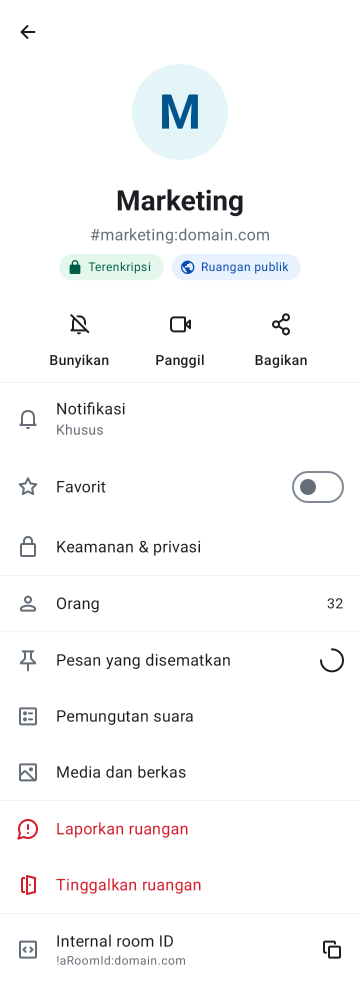 M
Marketing
#marketing:domain.com
Terenkripsi Ruangan publik
Bunyikan Panggil Bagikan
Notifikasi
Khusus
Favorit
Keamanan & privasi
Orang 32
Pesan yang disematkan
Pemungutan suara
Media dan berkas
Laporkan ruangan
Tinggalkan ruangan
Internal room ID
!aRoomId:domain.com